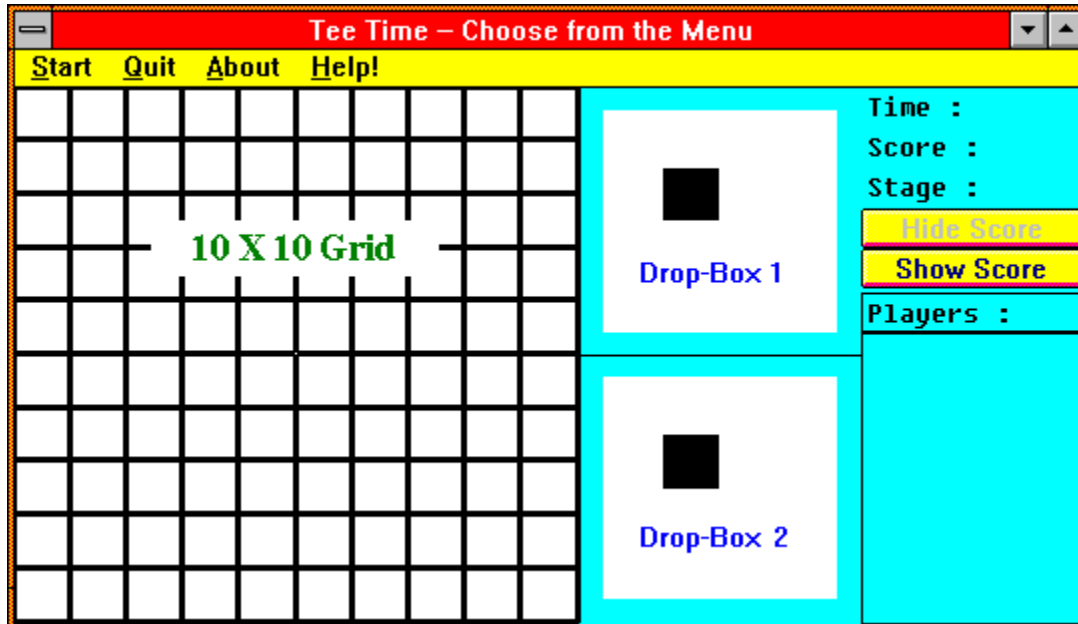 Tee Time – Choose from the Menu
Start Quit About Help!
10 X 10 Grid
Drop-Box 1
Drop-Box 2
Time :
Score :
Stage :
Hide Score
Show Score
Players :